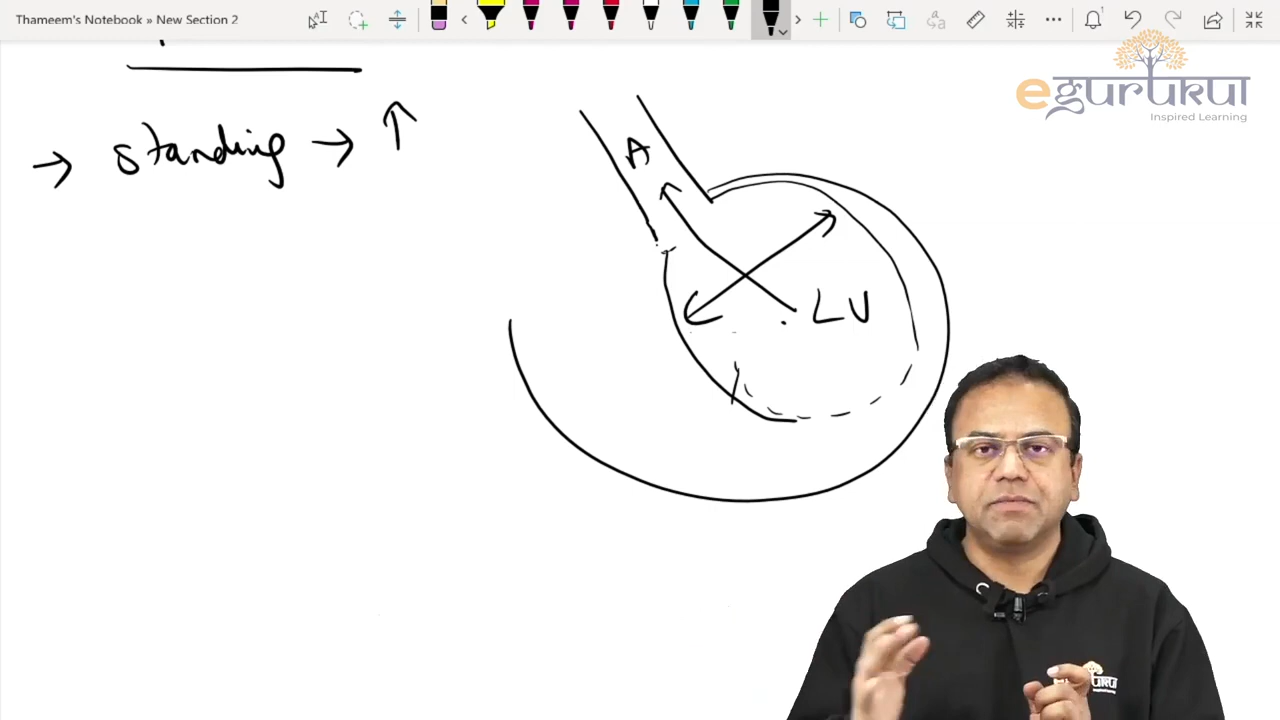 Thameem's Notebook » New Section 2
egurukul
Inspired Learning
→ standing → ↑
A
LV